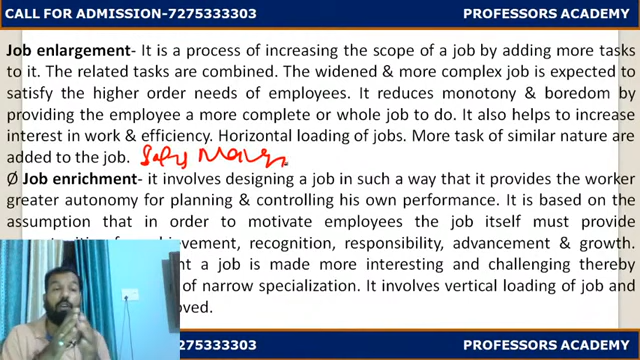 CALL FOR ADMISSION-7275333303 PROFESSORS ACADEMY
Job enlargement- It is a process of increasing the scope of a job by adding more tasks
to it. The related tasks are combined. The widened & more complex job is expected to
satisfy the higher order needs of employees. It reduces monotony & boredom by
providing the employee a more complete or whole job to do. It also helps to increase
interest in work & efficiency. Horizontal loading of jobs. More task of similar nature are
added to the job.
Ø Job enrichment- it involves designing a job in such a way that it provides the worker
greater autonomy for planning & controlling his own performance. It is based on the
assumption that in order to motivate employees the job itself must provide
achievement, recognition, responsibility, advancement & growth.
a job is made more interesting and challenging thereby
of narrow specialization. It involves vertical loading of job and
75333303 PROFESSORS ACADEMY